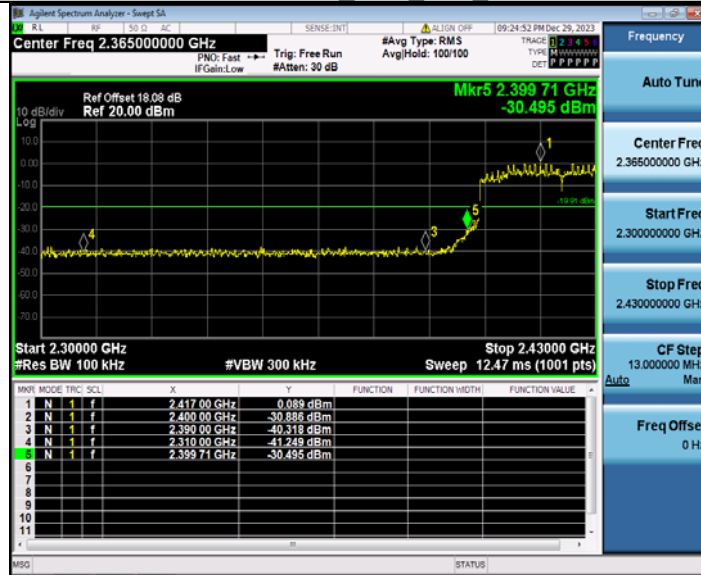 Agilent Spectrum Analyzer - Swept SA
RL RF 50 Ω AC SENSE:INT ALIGN OFF 09:24:52 PM Dec 29, 2023
Center Freq 2.365000000 GHz
PNO: Fast
IFGain:Low
Trig: Free Run
#Atten: 30 dB
#Avg Type: RMS
Avg|Hold: 100/100
TRACE 1 2 3 4 5 6
TYPE M W W W W W
DET P P P P P P
Frequency
Auto Tune
Center Freq
2.365000000 GHz
Start Freq
2.300000000 GHz
Stop Freq
2.430000000 GHz
CF Step
13.000000 MHz
Auto Man
Freq Offset
0 Hz
Mkr5 2.399 71 GHz
-30.495 dBm
Ref Offset 18.08 dB
10 dB/div Ref 20.00 dBm
Log
10.0
0.00
-10.0
-20.0
-30.0
-40.0
-50.0
-60.0
-70.0
1
-19.91 dBm
5
3
4
Start 2.30000 GHz Stop 2.43000 GHz
#Res BW 100 kHz #VBW 300 kHz Sweep 12.47 ms (1001 pts)
MKR MODE TRC SCL X Y FUNCTION FUNCTION WIDTH FUNCTION VALUE
1 N 1 f 2.417 00 GHz 0.089 dBm
2 N 1 f 2.400 00 GHz -30.886 dBm
3 N 1 f 2.390 00 GHz -40.318 dBm
4 N 1 f 2.310 00 GHz -41.249 dBm
5 N 1 f 2.399 71 GHz -30.495 dBm
6
7
8
9
10
11
MSG STATUS